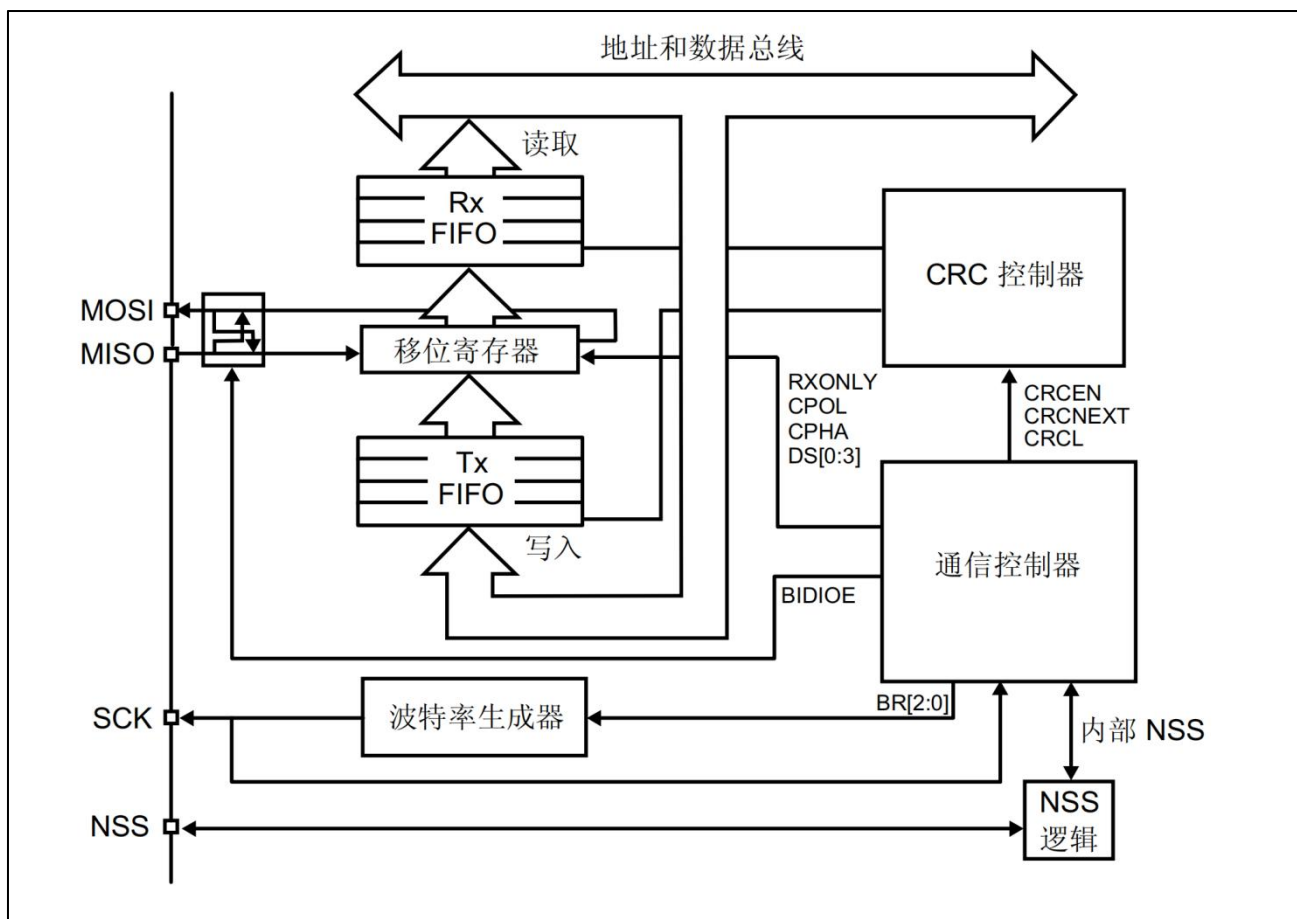 地址和数据总线
读取
Rx
FIFO
CRC 控制器
MOSI
MISO
移位寄存器
RXONLY
CPOL
CPHA
DS[0:3]
CRCEN
CRCNEXT
CRCL
Tx
FIFO
写入
通信控制器
BIDIOE
BR[2:0]
SCK
波特率生成器
内部 NSS
NSS
NSS
逻辑